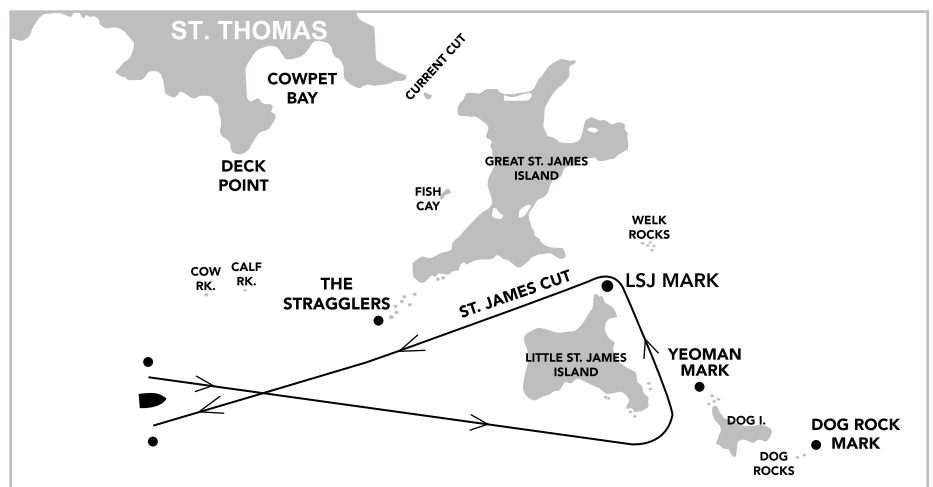 ST. THOMAS
CURRENT CUT
COWPET
BAY
DECK
POINT
GREAT ST. JAMES
ISLAND
FISH
CAY
WELK
ROCKS
COW
RK.
CALF
RK.
THE
STRAGGLERS
ST. JAMES CUT
LSJ MARK
LITTLE ST. JAMES
ISLAND
YEOMAN
MARK
DOG I.
DOG ROCK
MARK
DOG
ROCKS